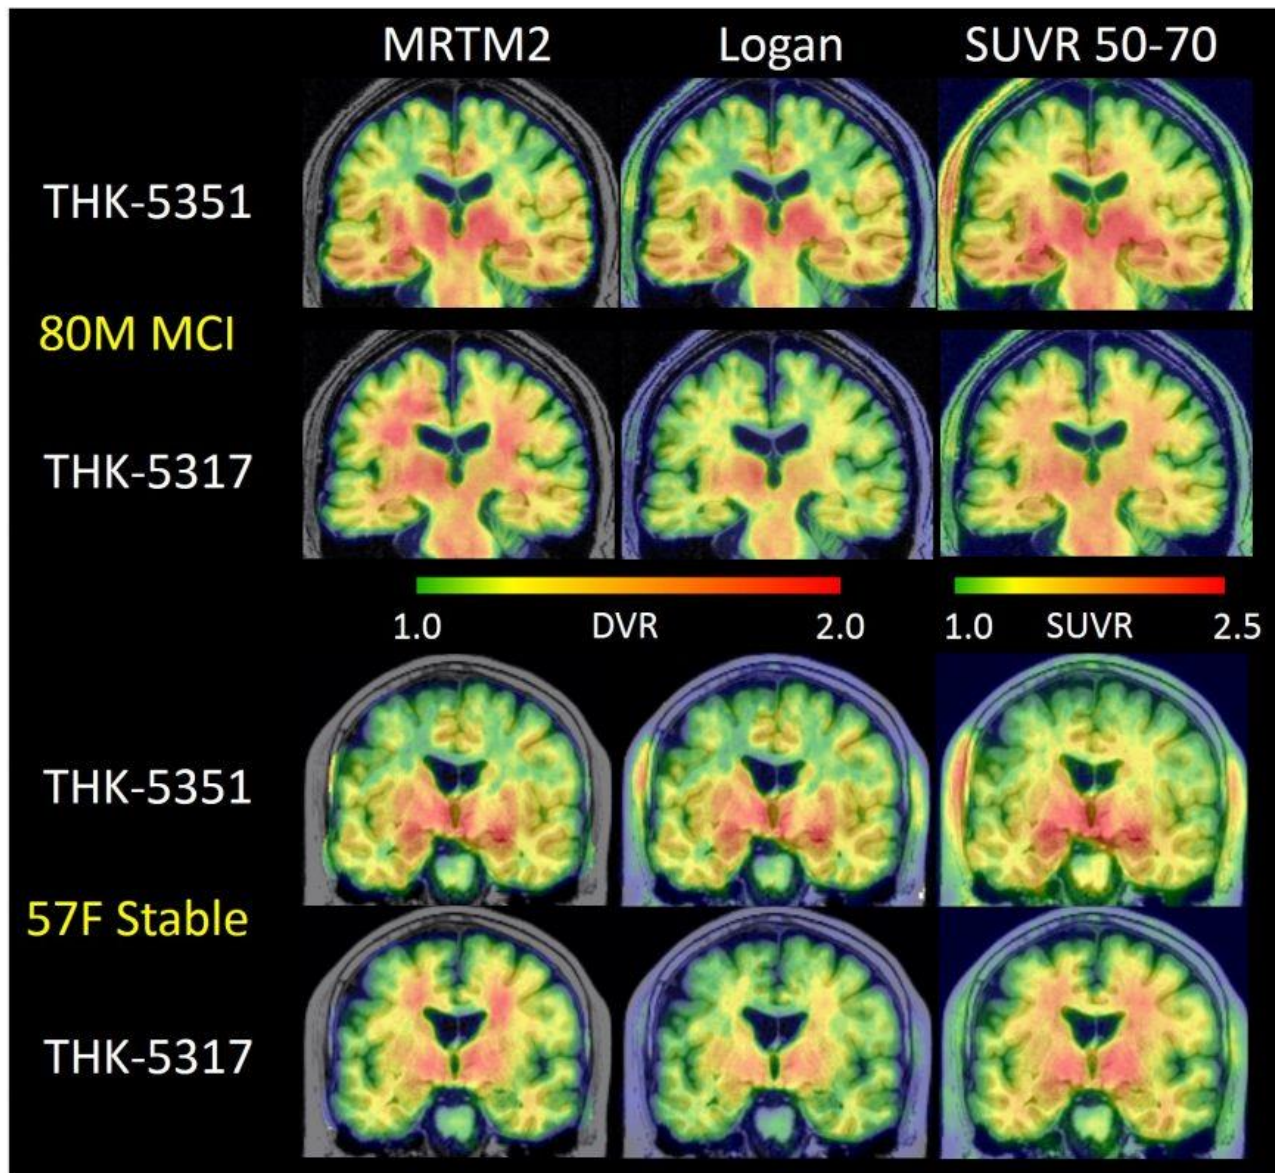 MRTM2 Logan SUVR 50-70
THK-5351
80M MCI
THK-5317
1.0 DVR 2.0 1.0 SUVR 2.5
THK-5351
57F Stable
THK-5317